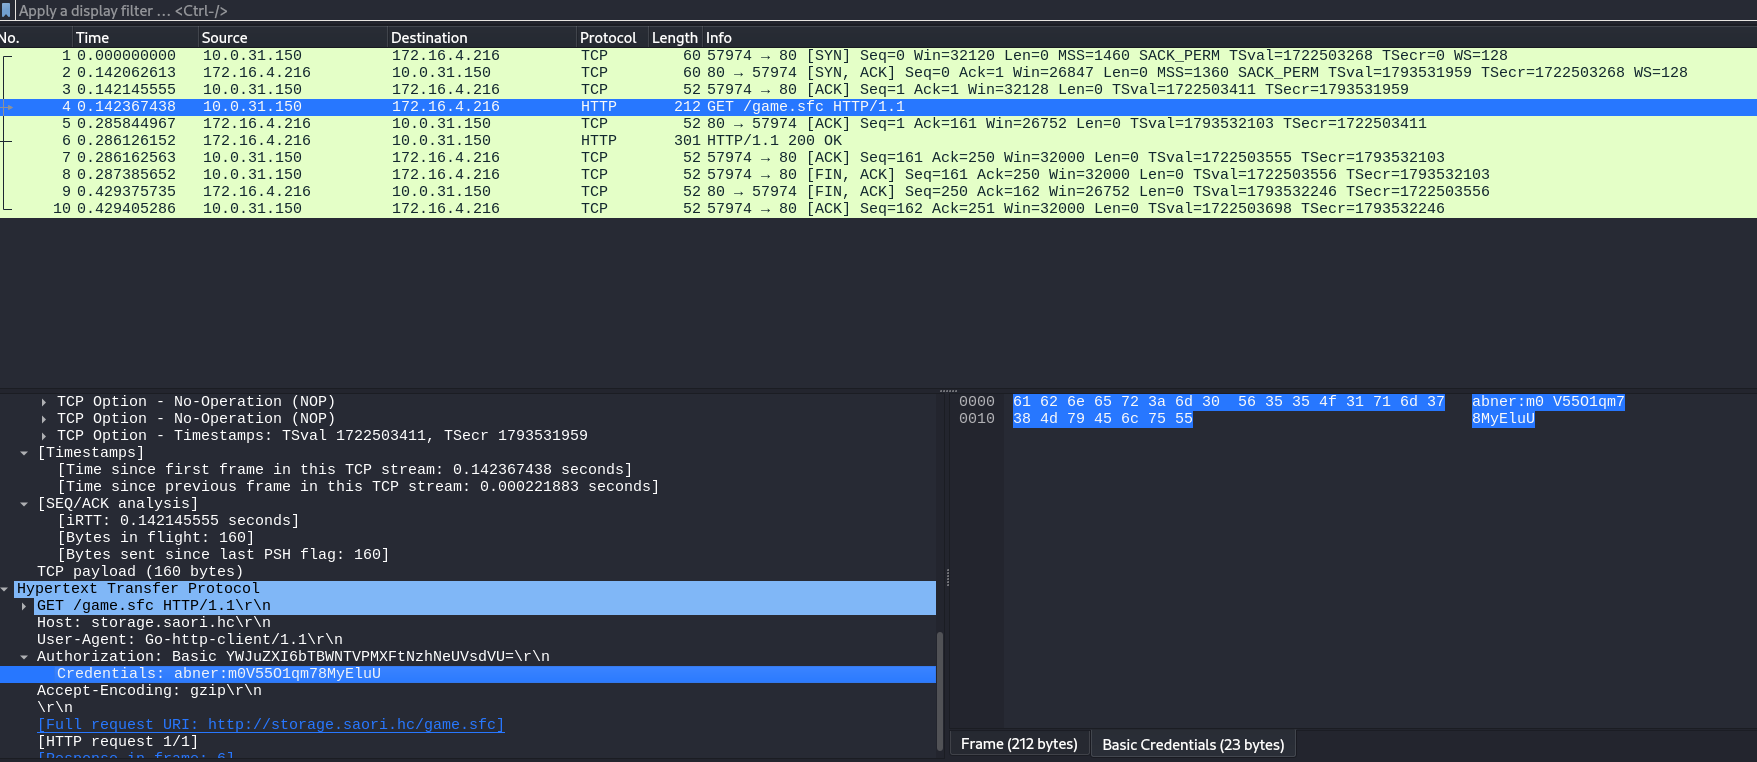 Apply a display filter … <Ctrl-/>
No. Time Source Destination Protocol Length Info
1 0.000000000 10.0.31.150 172.16.4.216 TCP 60 57974 → 80 [SYN] Seq=0 Win=32120 Len=0 MSS=1460 SACK_PERM TSval=1722503268 TSecr=0 WS=128
2 0.142062613 172.16.4.216 10.0.31.150 TCP 60 80 → 57974 [SYN, ACK] Seq=0 Ack=1 Win=26847 Len=0 MSS=1360 SACK_PERM TSval=1793531959 TSecr=1722503268 WS=128
3 0.142145555 10.0.31.150 172.16.4.216 TCP 52 57974 → 80 [ACK] Seq=1 Ack=1 Win=32128 Len=0 TSval=1722503411 TSecr=1793531959
4 0.142367438 10.0.31.150 172.16.4.216 HTTP 212 GET /game.sfc HTTP/1.1
5 0.285844967 172.16.4.216 10.0.31.150 TCP 52 80 → 57974 [ACK] Seq=1 Ack=161 Win=26752 Len=0 TSval=1793532103 TSecr=1722503411
6 0.286126152 172.16.4.216 10.0.31.150 HTTP 301 HTTP/1.1 200 OK
7 0.286162563 10.0.31.150 172.16.4.216 TCP 52 57974 → 80 [ACK] Seq=161 Ack=250 Win=32000 Len=0 TSval=1722503555 TSecr=1793532103
8 0.287385652 10.0.31.150 172.16.4.216 TCP 52 57974 → 80 [FIN, ACK] Seq=161 Ack=250 Win=32000 Len=0 TSval=1722503556 TSecr=1793532103
9 0.429375735 172.16.4.216 10.0.31.150 TCP 52 80 → 57974 [FIN, ACK] Seq=250 Ack=162 Win=26752 Len=0 TSval=1793532246 TSecr=1722503556
10 0.429405286 10.0.31.150 172.16.4.216 TCP 52 57974 → 80 [ACK] Seq=162 Ack=251 Win=32000 Len=0 TSval=1722503698 TSecr=1793532246
TCP Option - No-Operation (NOP)
TCP Option - No-Operation (NOP)
TCP Option - Timestamps: TSval 1722503411, TSecr 1793531959
[Timestamps]
[Time since first frame in this TCP stream: 0.142367438 seconds]
[Time since previous frame in this TCP stream: 0.000221883 seconds]
[SEQ/ACK analysis]
[iRTT: 0.142145555 seconds]
[Bytes in flight: 160]
[Bytes sent since last PSH flag: 160]
TCP payload (160 bytes)
Hypertext Transfer Protocol
GET /game.sfc HTTP/1.1\r\n
Host: storage.saori.hc\r\n
User-Agent: Go-http-client/1.1\r\n
Authorization: Basic YWJuZXI6bTBWNTVPMXFtNzhNeUVsdVU=\r\n
Credentials: abner:m0V55O1qm78MyEluU
Accept-Encoding: gzip\r\n
\r\n
[Full request URI: http://storage.saori.hc/game.sfc]
[HTTP request 1/1]
[Response in frame: 6]
0000 61 62 6e 65 72 3a 6d 30 56 35 35 4f 31 71 6d 37 abner:m0 V55O1qm7
0010 38 4d 79 45 6c 75 55 8MyEluU
Frame (212 bytes) Basic Credentials (23 bytes)